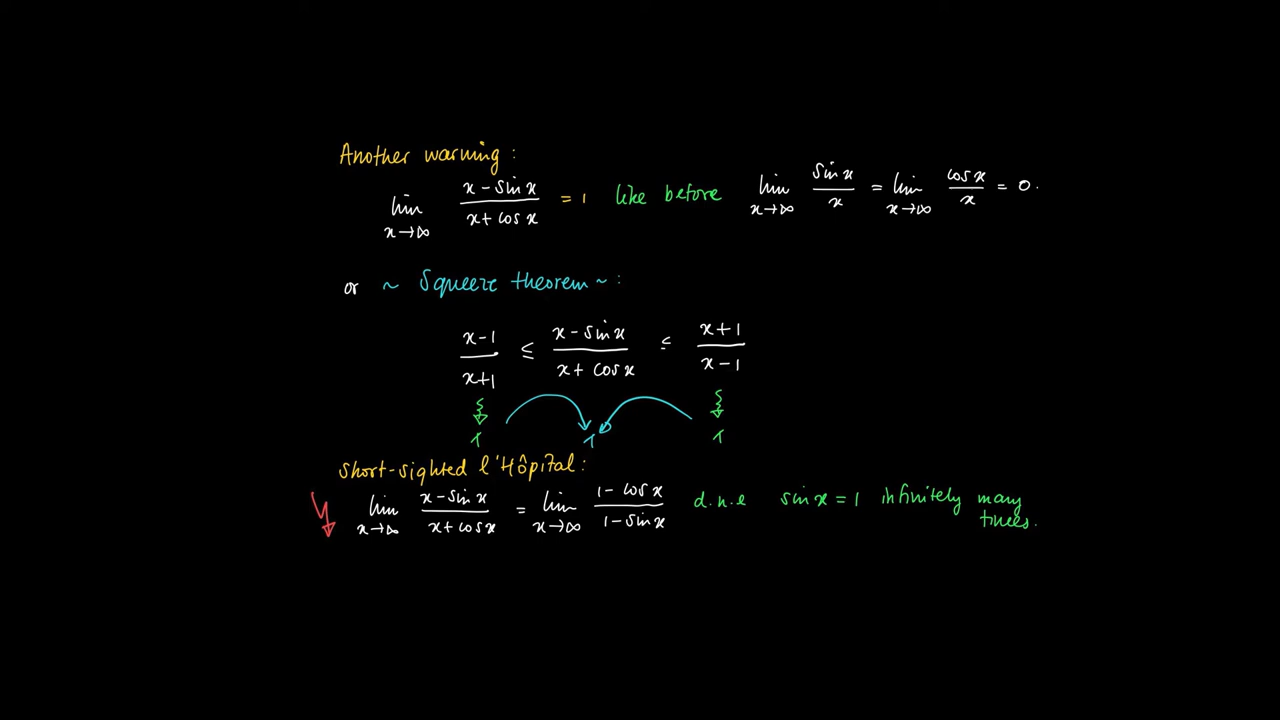 Another warning:
lim x→∞ (x - sin x)/(x + cos x) = 1 like before lim x→∞ sin x/x = lim x→∞ cos x/x = 0.
or ~ Squeeze theorem ~ :
(x-1)/(x+1) ≤ (x - sin x)/(x + cos x) ≤ (x+1)/(x-1)
1 1 1
Short-sighted l'Hôpital:
lim x→∞ (x - sin x)/(x + cos x) = lim x→∞ (1 - cos x)/(1 - sin x) d.n.e sin x = 1 infinitely many
times.